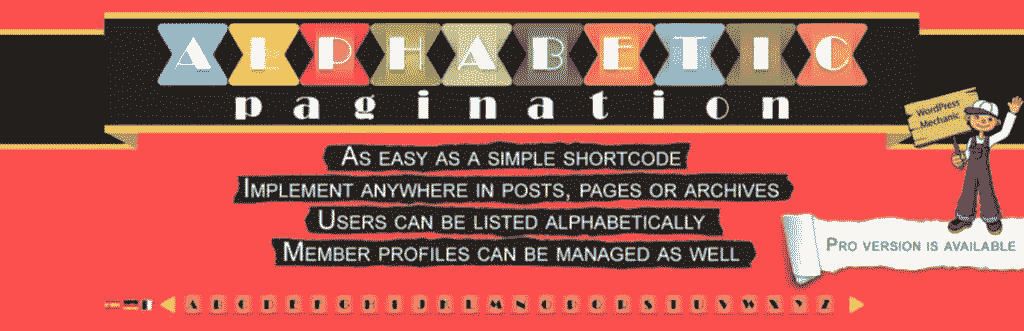 ALPHABETIC
pagination
WordPress
Mechanic
As easy as a simple shortcode
Implement anywhere in posts, pages or archives
Users can be listed alphabetically
Member profiles can be managed as well
Pro version is available
A B C D E F G H I J K L M N O P Q R S T U V W X Y Z